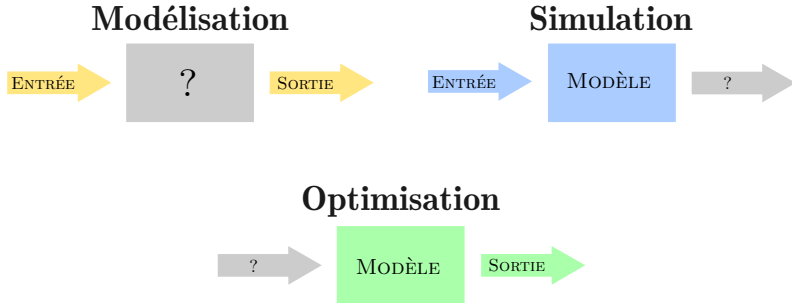 Modélisation
ENTRÉE ? SORTIE
Simulation
ENTRÉE MODÈLE ?
Optimisation
? MODÈLE SORTIE